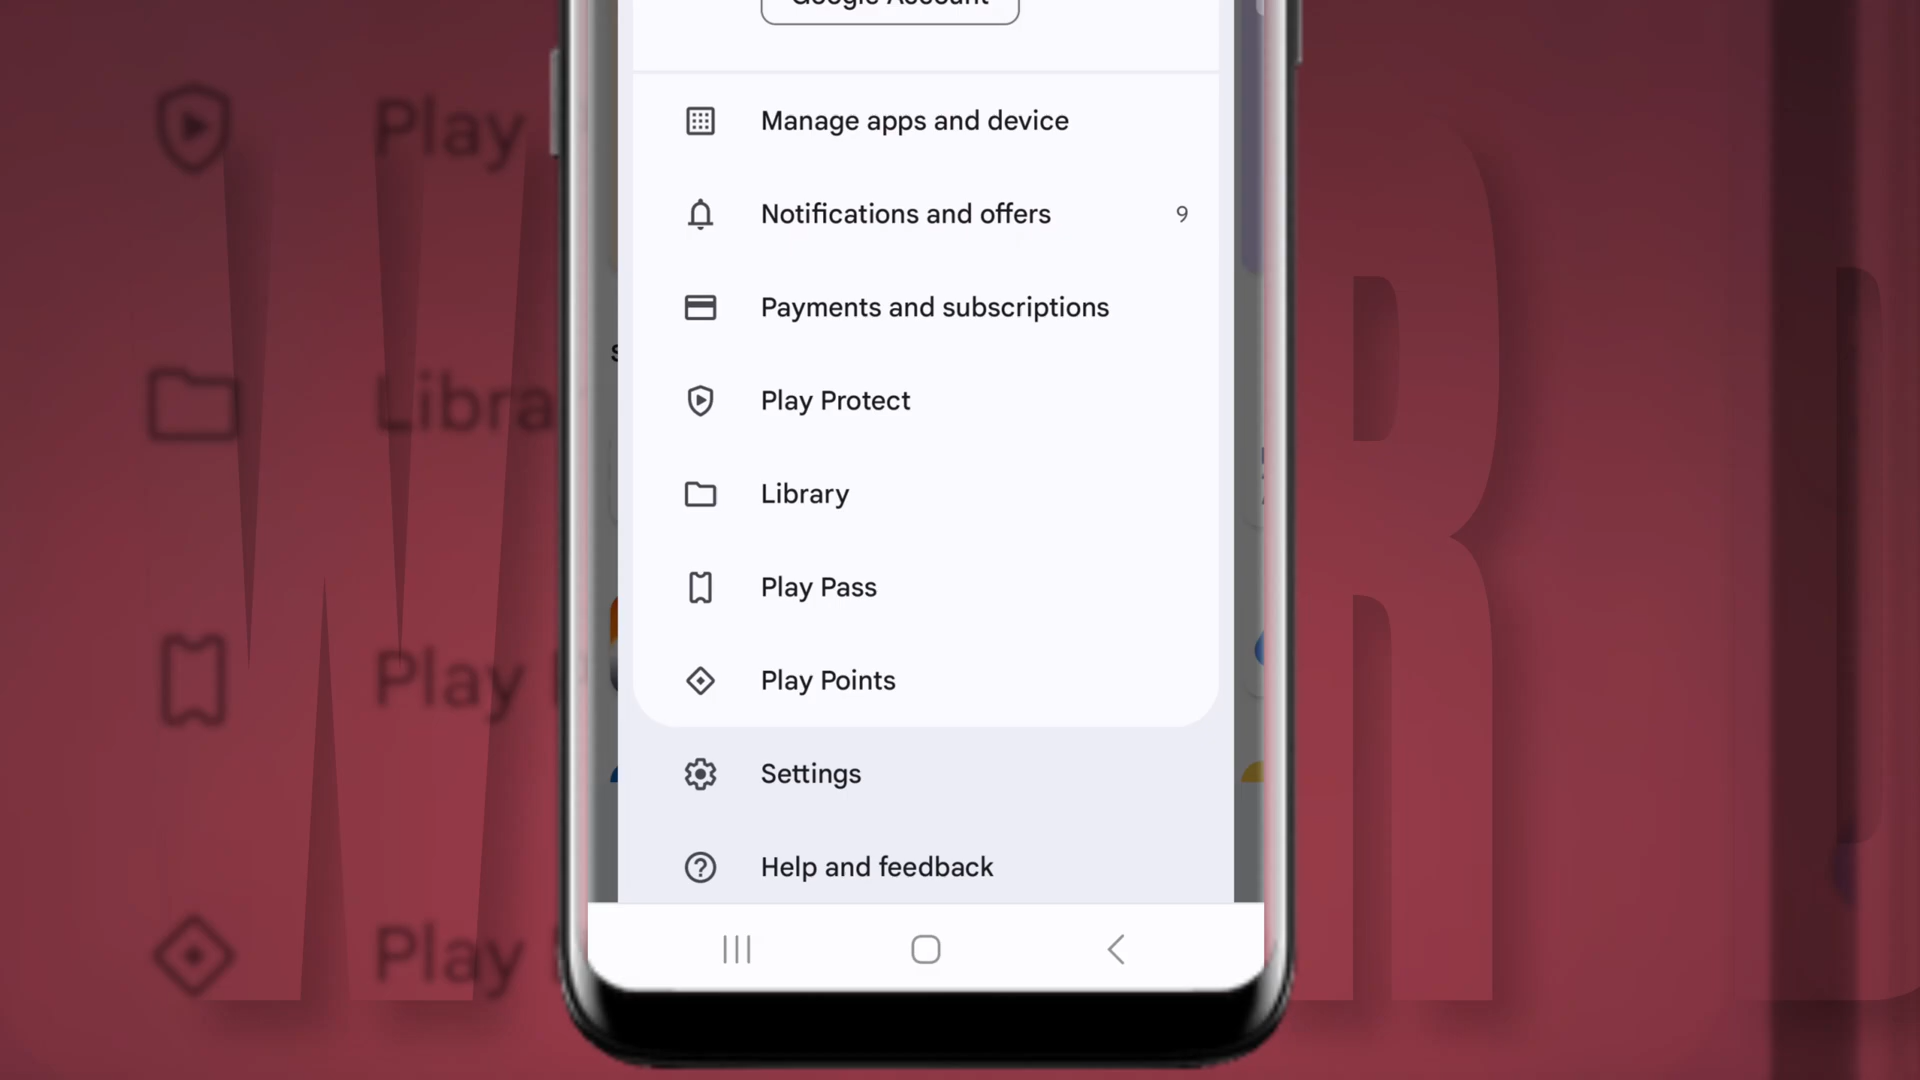 Google Account
Manage apps and device
Notifications and offers 9
Payments and subscriptions
Play Protect
Library
Play Pass
Play Points
Settings
Help and feedback
Play
Libra
Play
Play
W R D